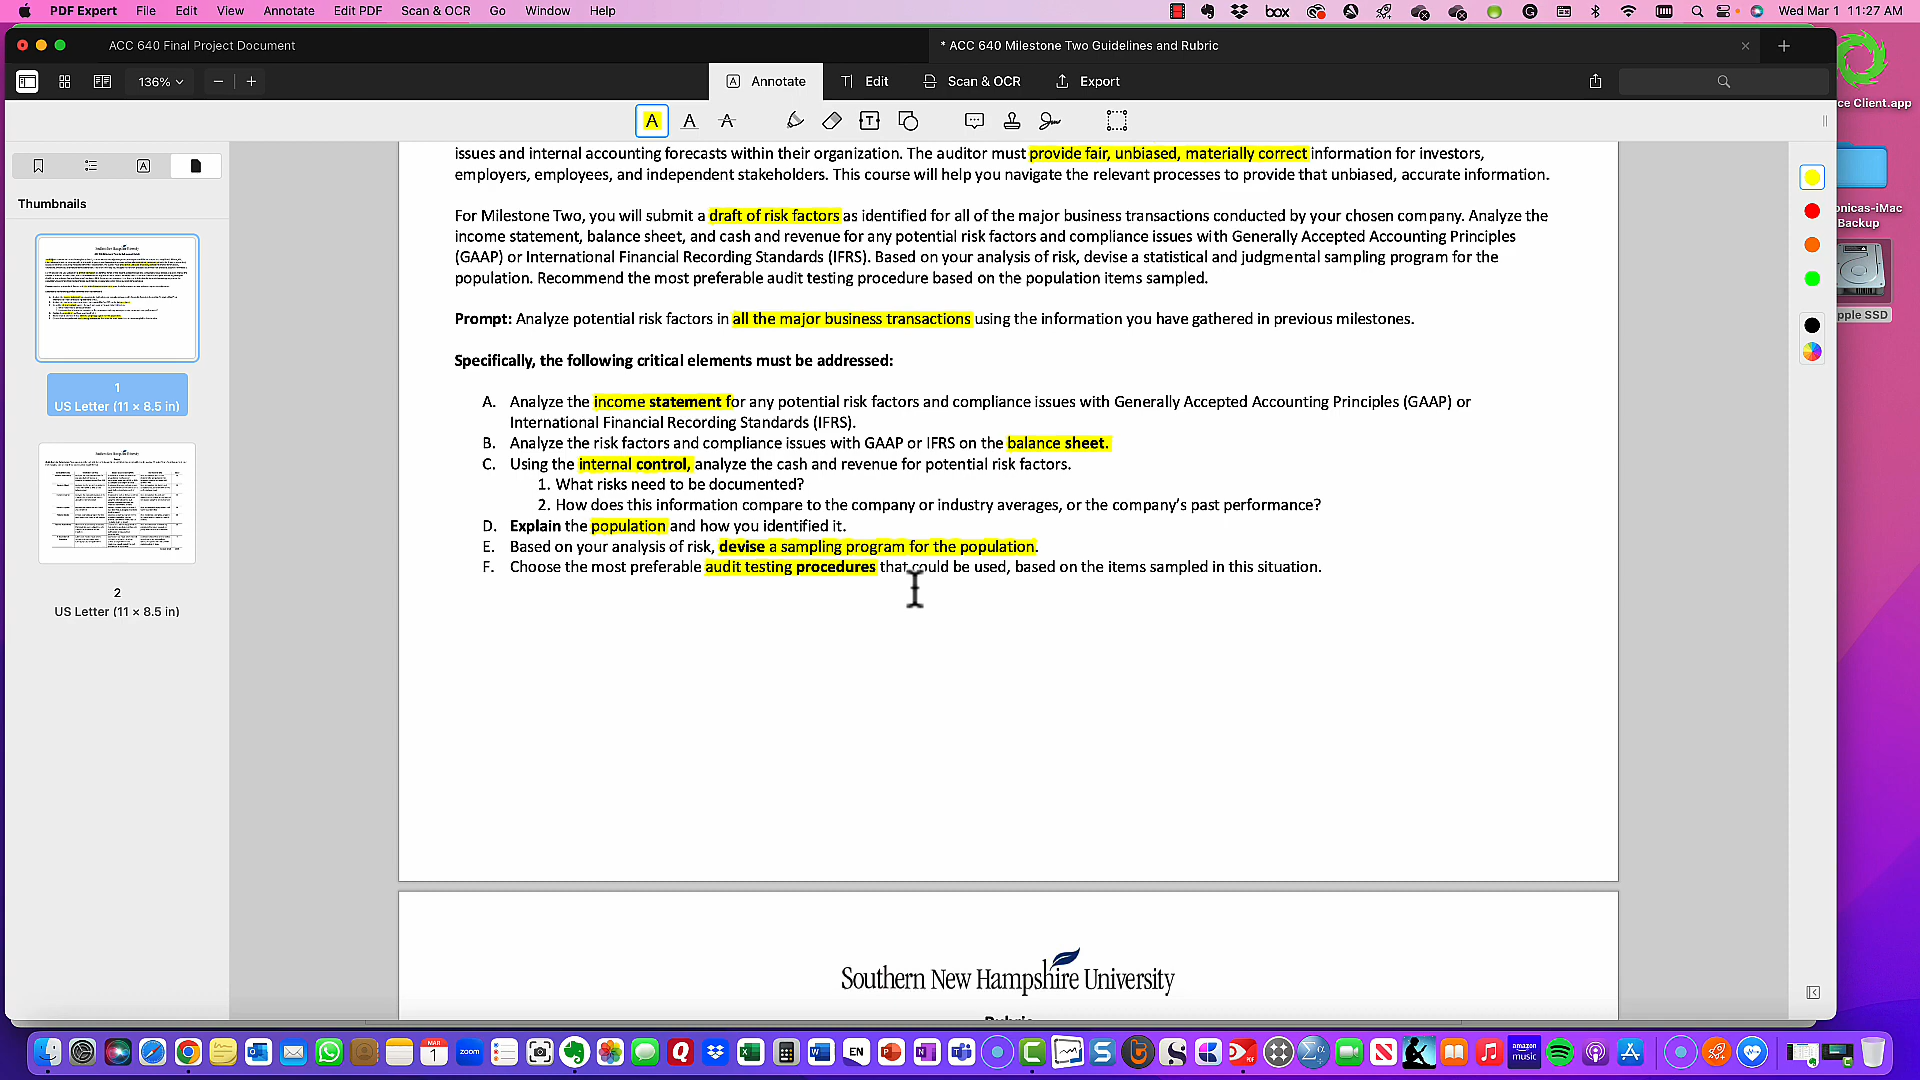 PDF Expert File Edit View Annotate Edit PDF Scan & OCR Go Window Help
box
Wed Mar 1 11:27 AM
ACC 640 Final Project Document
* ACC 640 Milestone Two Guidelines and Rubric
136%
Annotate
Edit
Scan & OCR
Export
ce Client.app
issues and internal accounting forecasts within their organization. The auditor must provide fair, unbiased, materially correct information for investors,
employers, employees, and independent stakeholders. This course will help you navigate the relevant processes to provide that unbiased, accurate information.
Thumbnails
onicas-iMac
Backup
For Milestone Two, you will submit a draft of risk factors as identified for all of the major business transactions conducted by your chosen company. Analyze the
income statement, balance sheet, and cash and revenue for any potential risk factors and compliance issues with Generally Accepted Accounting Principles
(GAAP) or International Financial Recording Standards (IFRS). Based on your analysis of risk, devise a statistical and judgmental sampling program for the
population. Recommend the most preferable audit testing procedure based on the population items sampled.
pple SSD
Prompt: Analyze potential risk factors in all the major business transactions using the information you have gathered in previous milestones.
Specifically, the following critical elements must be addressed:
1
US Letter (11 × 8.5 in)
A. Analyze the income statement for any potential risk factors and compliance issues with Generally Accepted Accounting Principles (GAAP) or
International Financial Recording Standards (IFRS).
B. Analyze the risk factors and compliance issues with GAAP or IFRS on the balance sheet.
C. Using the internal control, analyze the cash and revenue for potential risk factors.
1. What risks need to be documented?
2. How does this information compare to the company or industry averages, or the company's past performance?
D. Explain the population and how you identified it.
E. Based on your analysis of risk, devise a sampling program for the population.
F. Choose the most preferable audit testing procedures that could be used, based on the items sampled in this situation.
2
US Letter (11 × 8.5 in)
Southern New Hampshire University
Rubric
MAR
1
zoom
EN
amazon
music